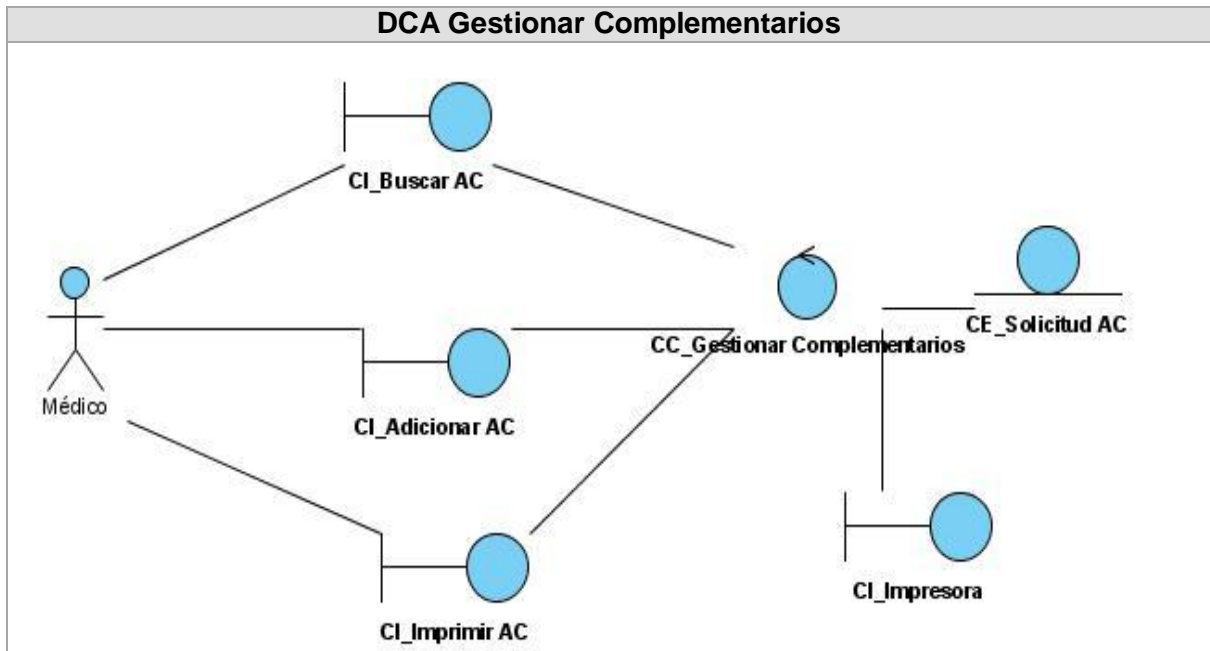 DCA Gestionar Complementarios
CI_Buscar AC
CE_Solicitud AC
CC_Gestionar Complementarios
Médico
CI_Adicionar AC
CI_Impresora
CI_Imprimir AC